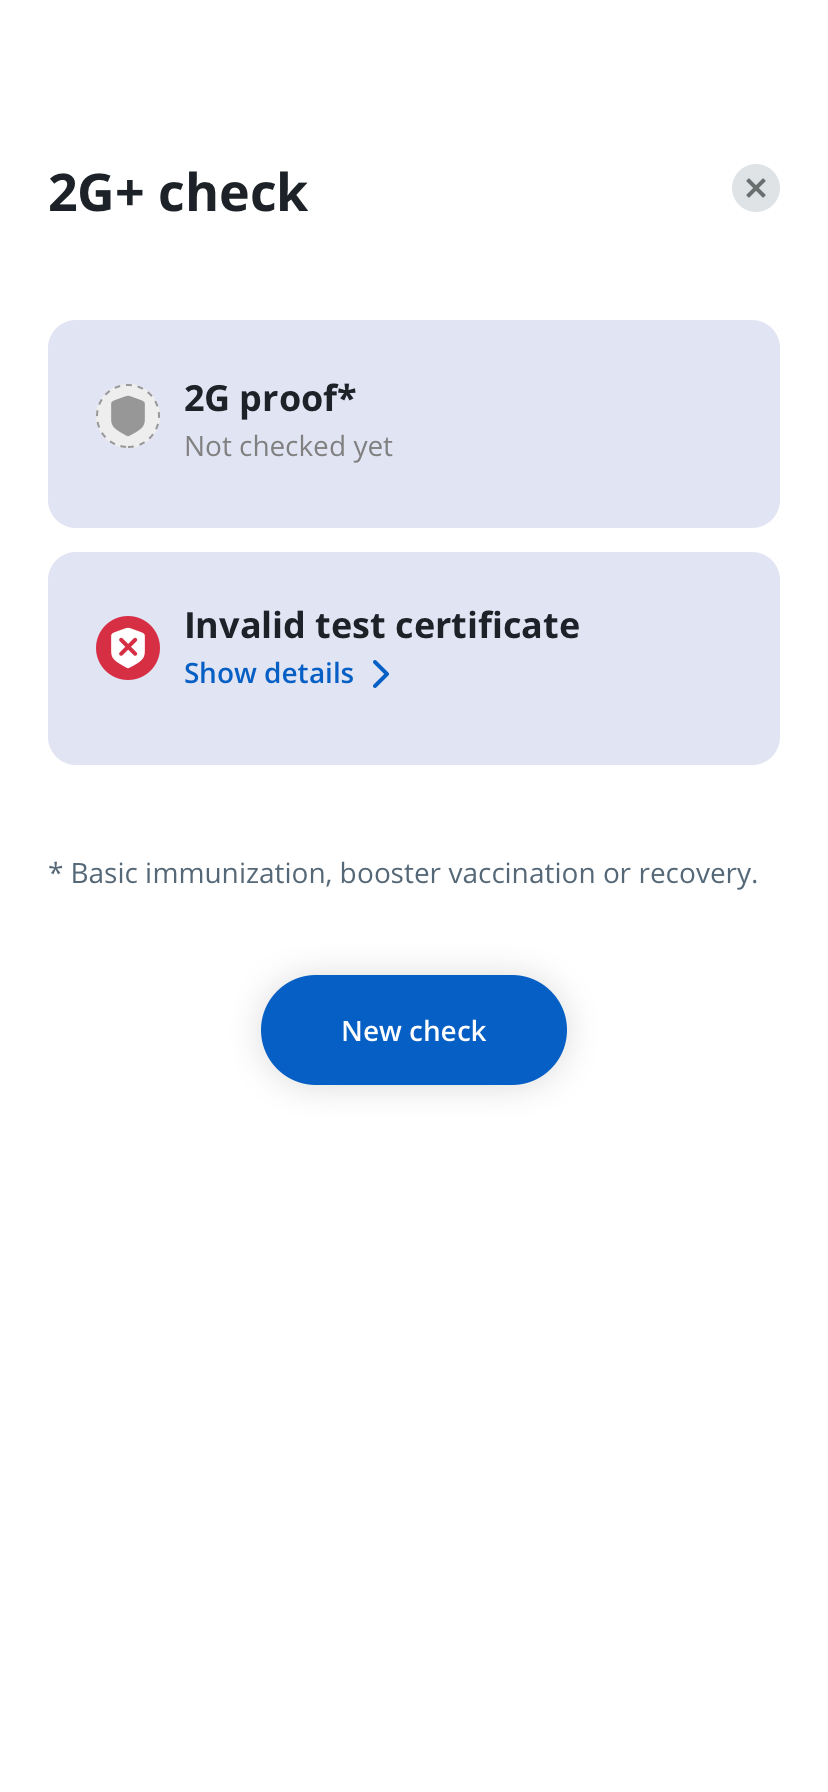 2G+ check
2G proof*
Not checked yet
Invalid test certificate
Show details
* Basic immunization, booster vaccination or recovery.
New check